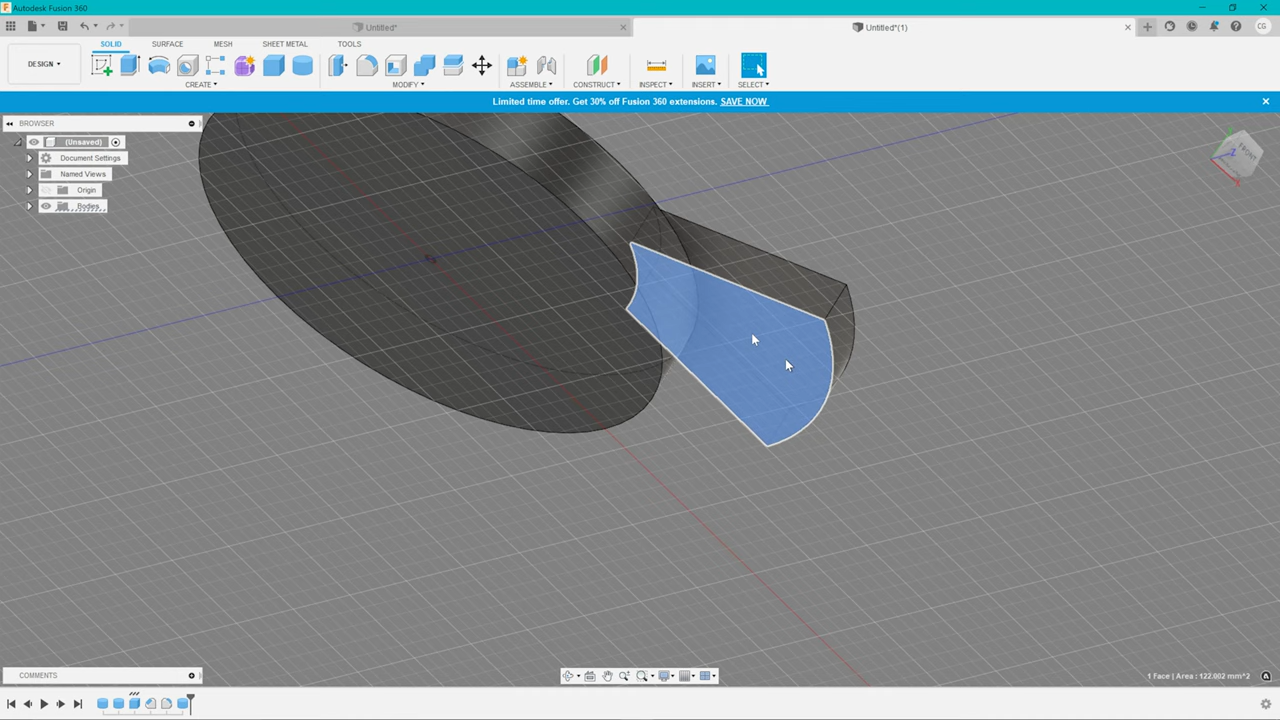 Autodesk Fusion 360
Untitled*
Untitled*(1)
CG
DESIGN
SOLID
SURFACE
MESH
SHEET METAL
TOOLS
CREATE
MODIFY
ASSEMBLE
CONSTRUCT
INSPECT
INSERT
SELECT
Limited time offer. Get 30% off Fusion 360 extensions. SAVE NOW
BROWSER
(Unsaved)
Document Settings
Named Views
Origin
Bodies
FRONT
Z
X
COMMENTS
1 Face | Area : 122.002 mm^2